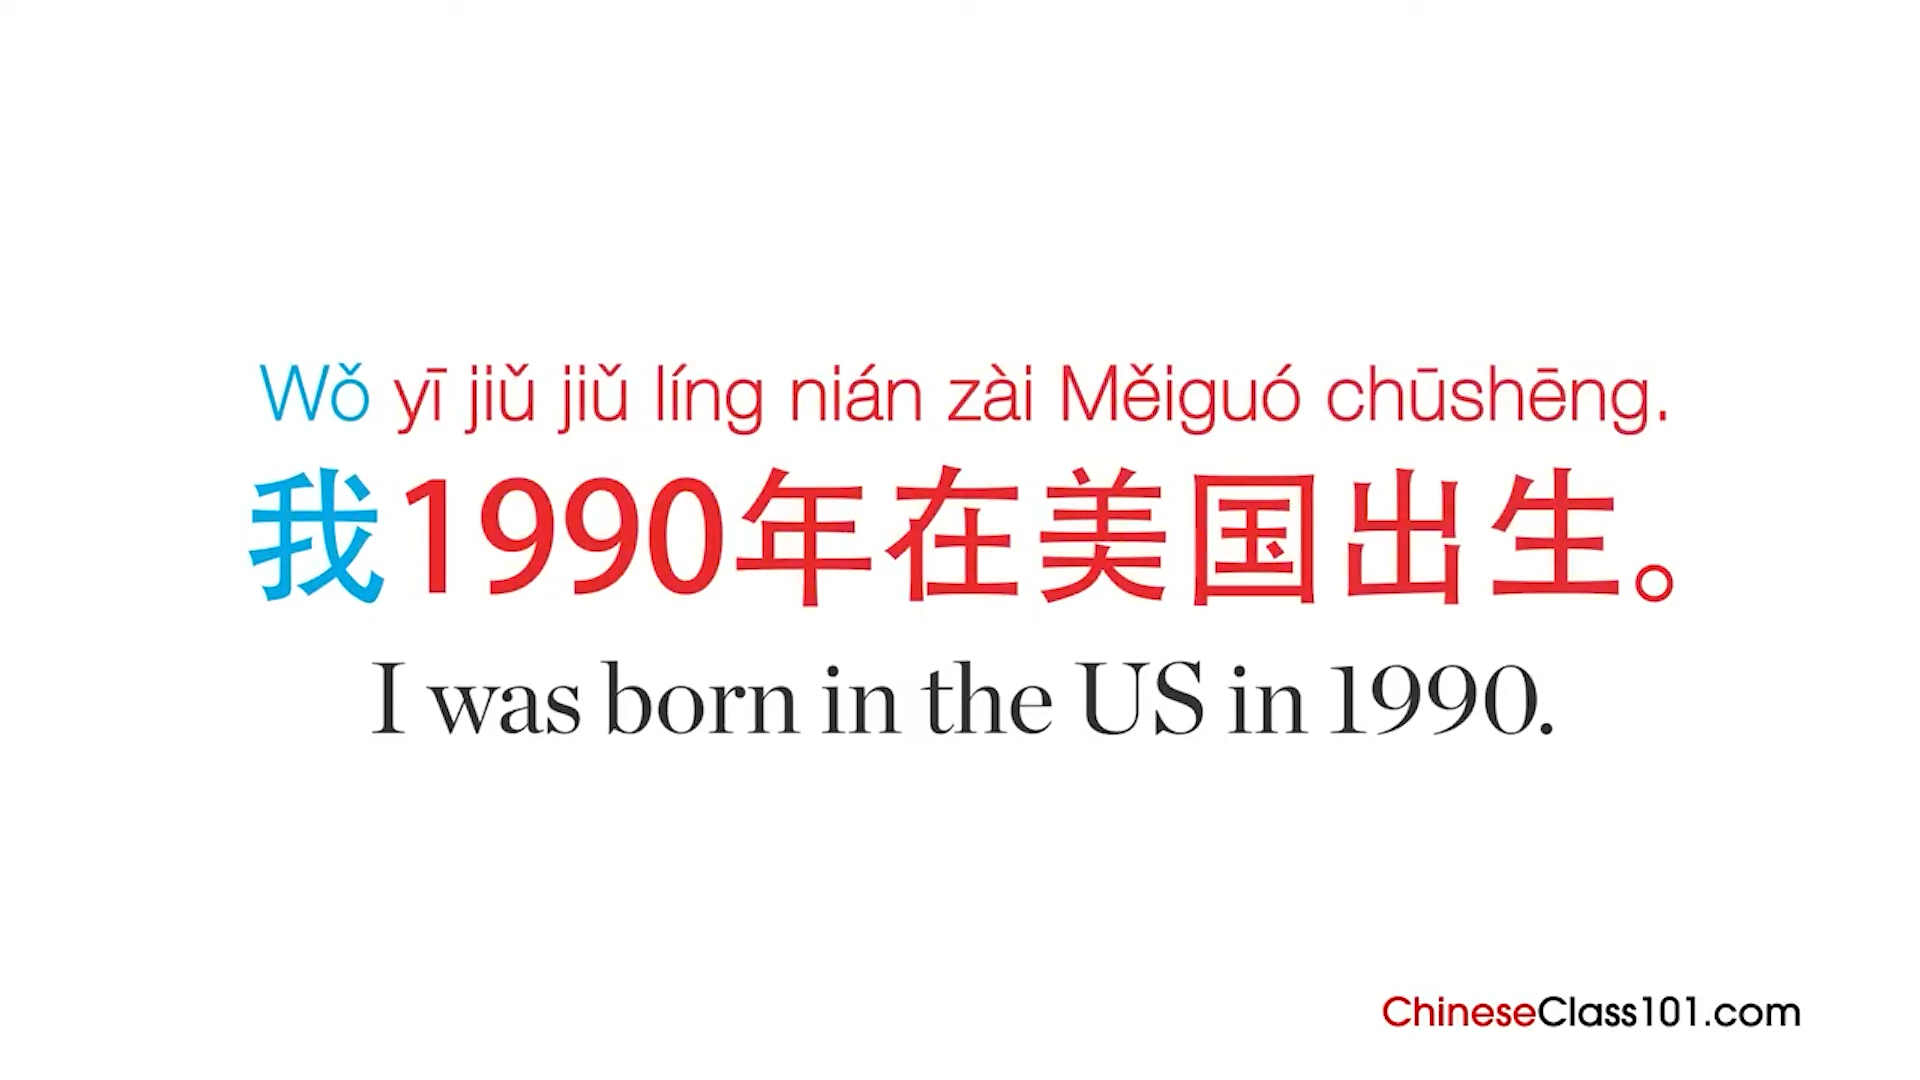 Wǒ yī jiǔ jiǔ líng nián zài Měiguó chūshēng.
我1990年在美国出生。
I was born in the US in 1990.
ChineseClass101.com